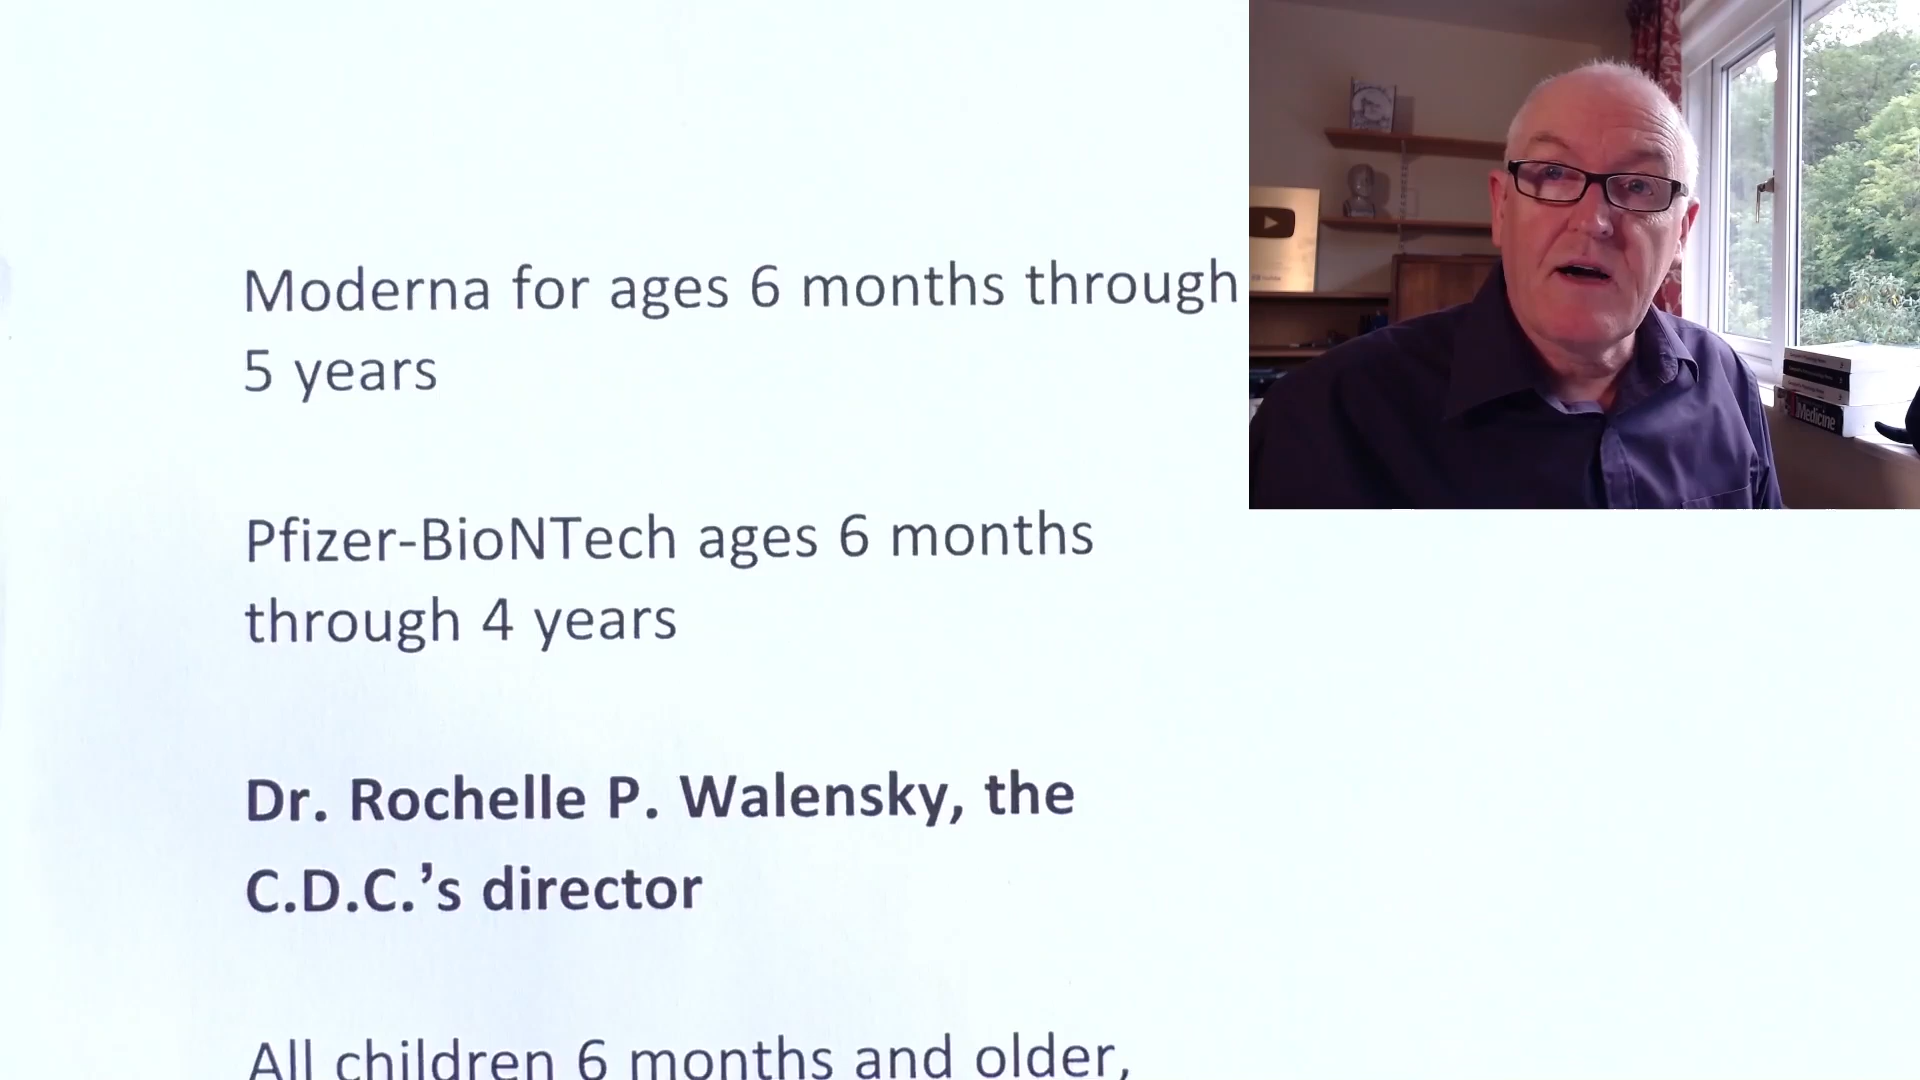 Moderna for ages 6 months through
5 years
Pfizer-BioNTech ages 6 months
through 4 years
Dr. Rochelle P. Walensky, the
C.D.C.’s director
All children 6 months and older,
Medicine